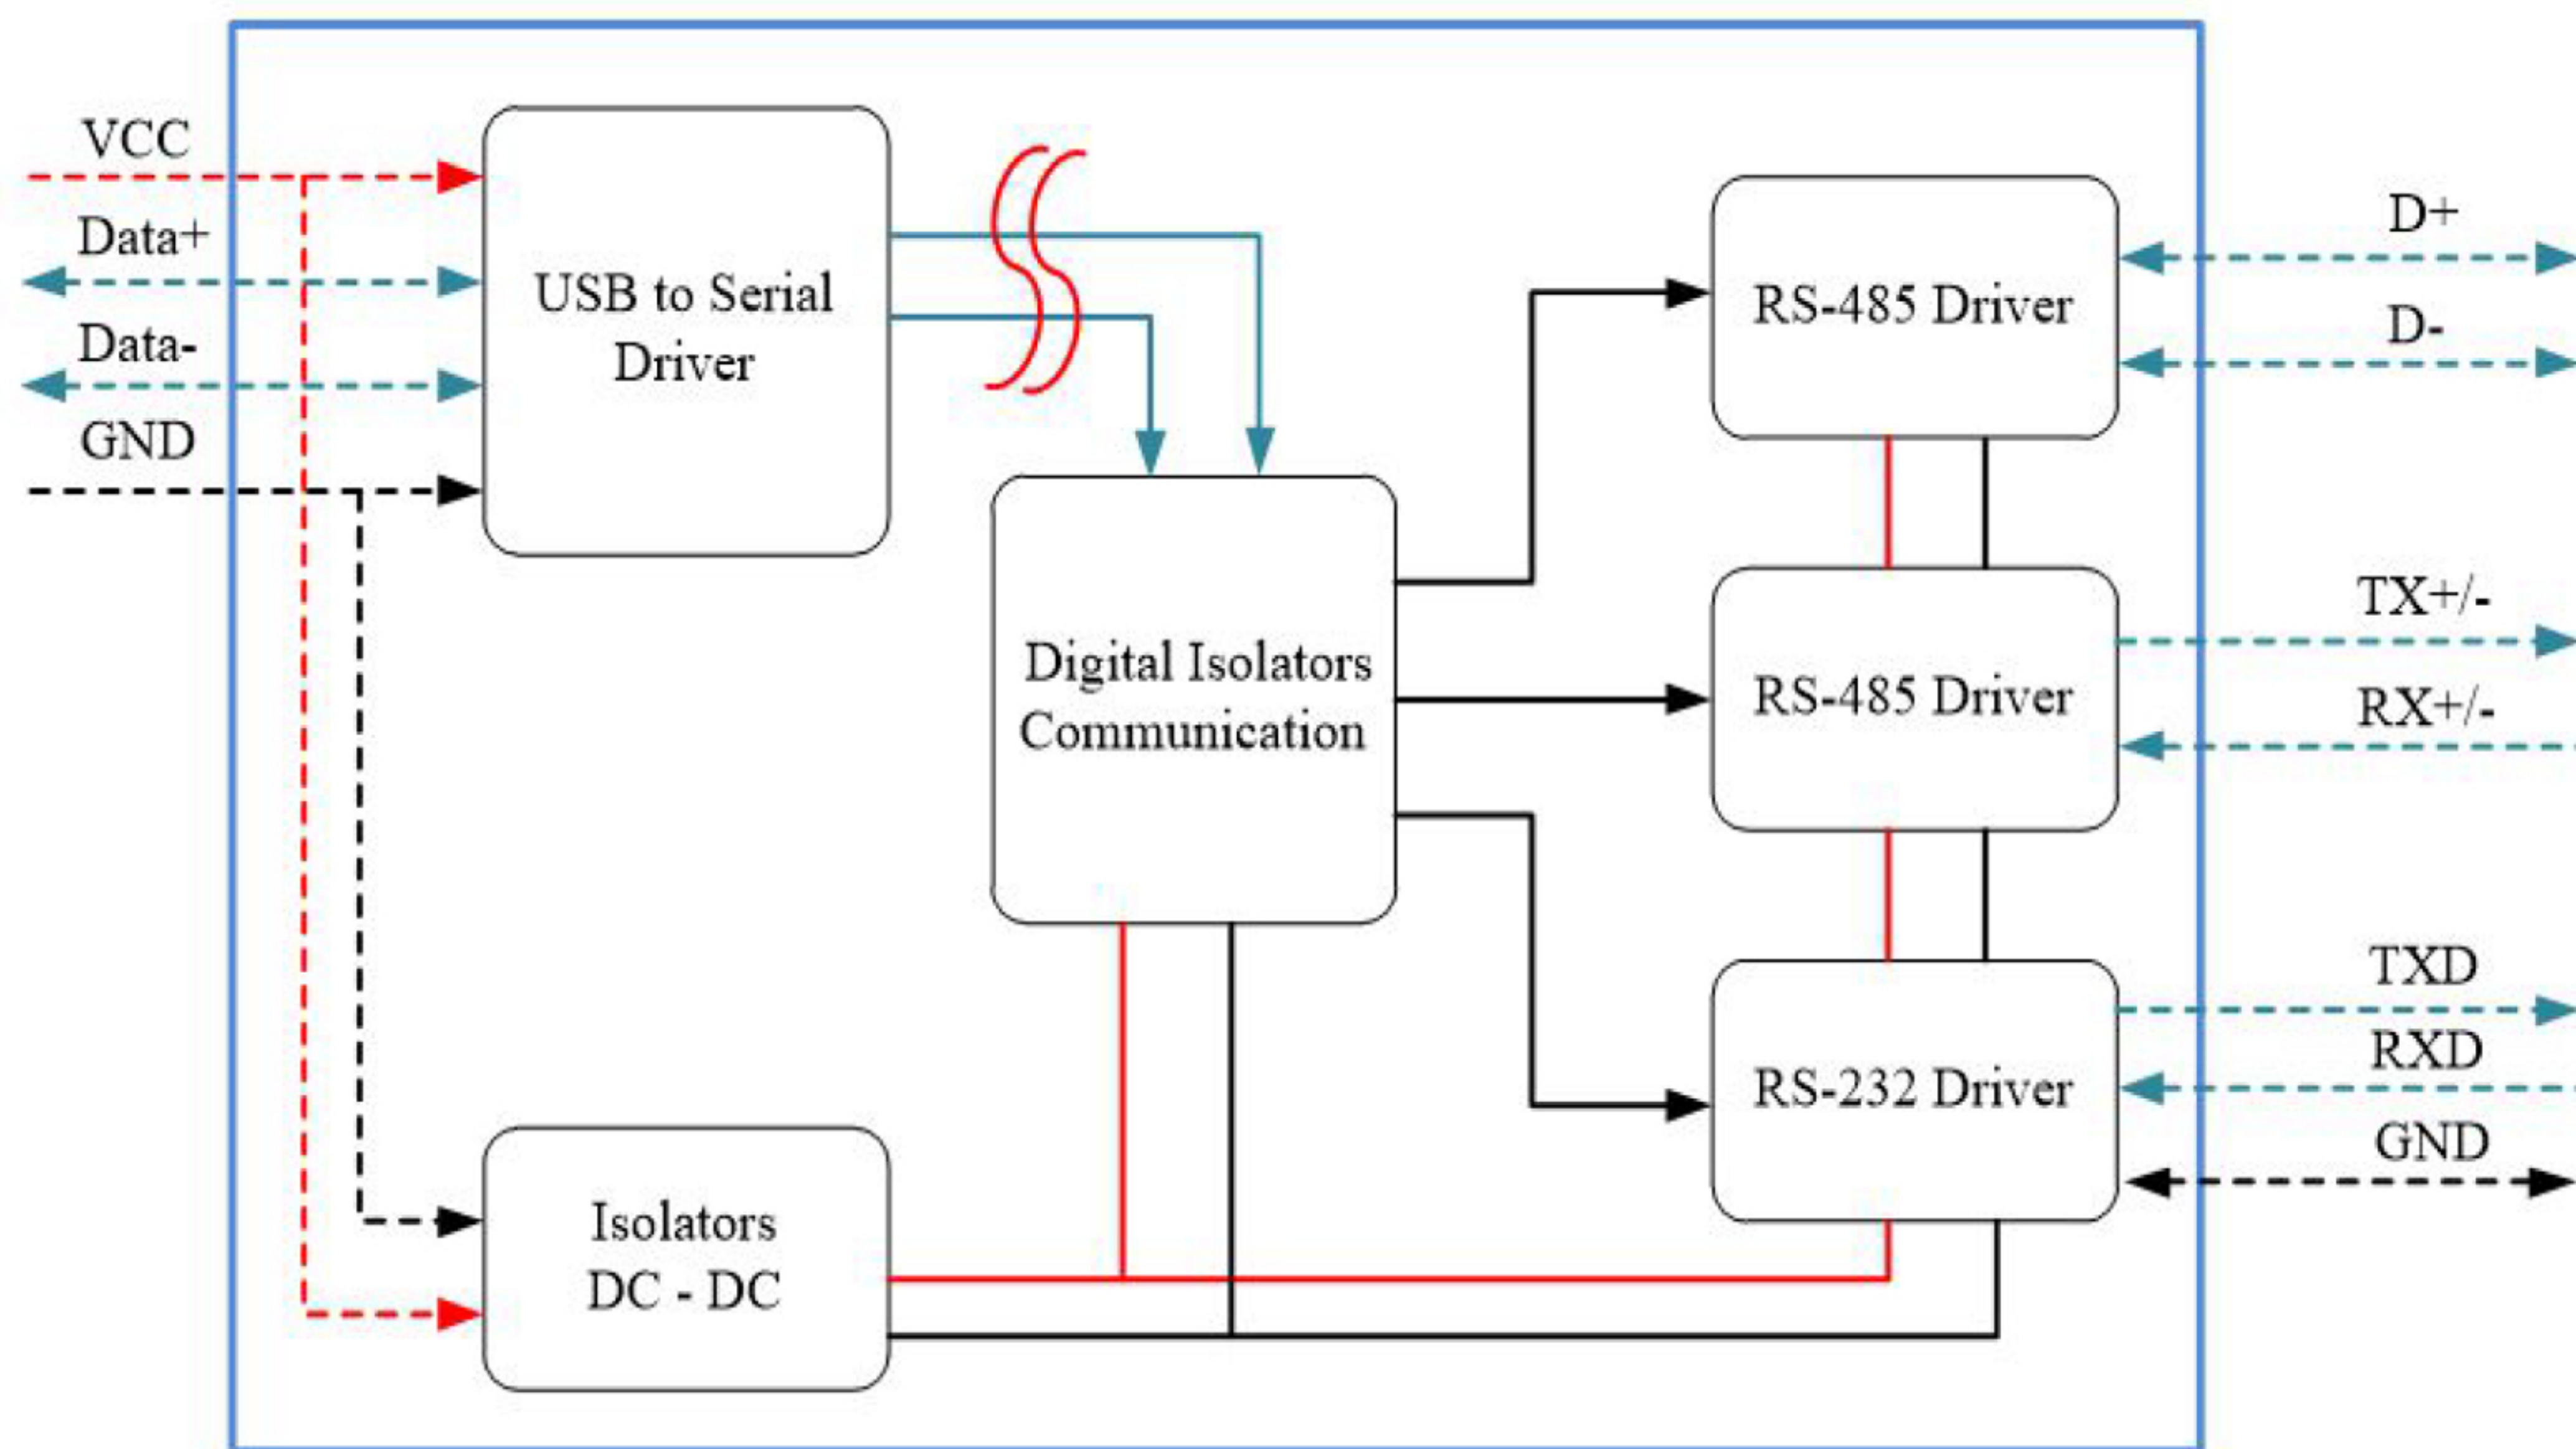 VCC
Data+
Data-
GND
USB to Serial
Driver
Digital Isolators
Communication
Isolators
DC - DC
RS-485 Driver
RS-485 Driver
RS-232 Driver
D+
D-
TX+/-
RX+/-
TXD
RXD
GND